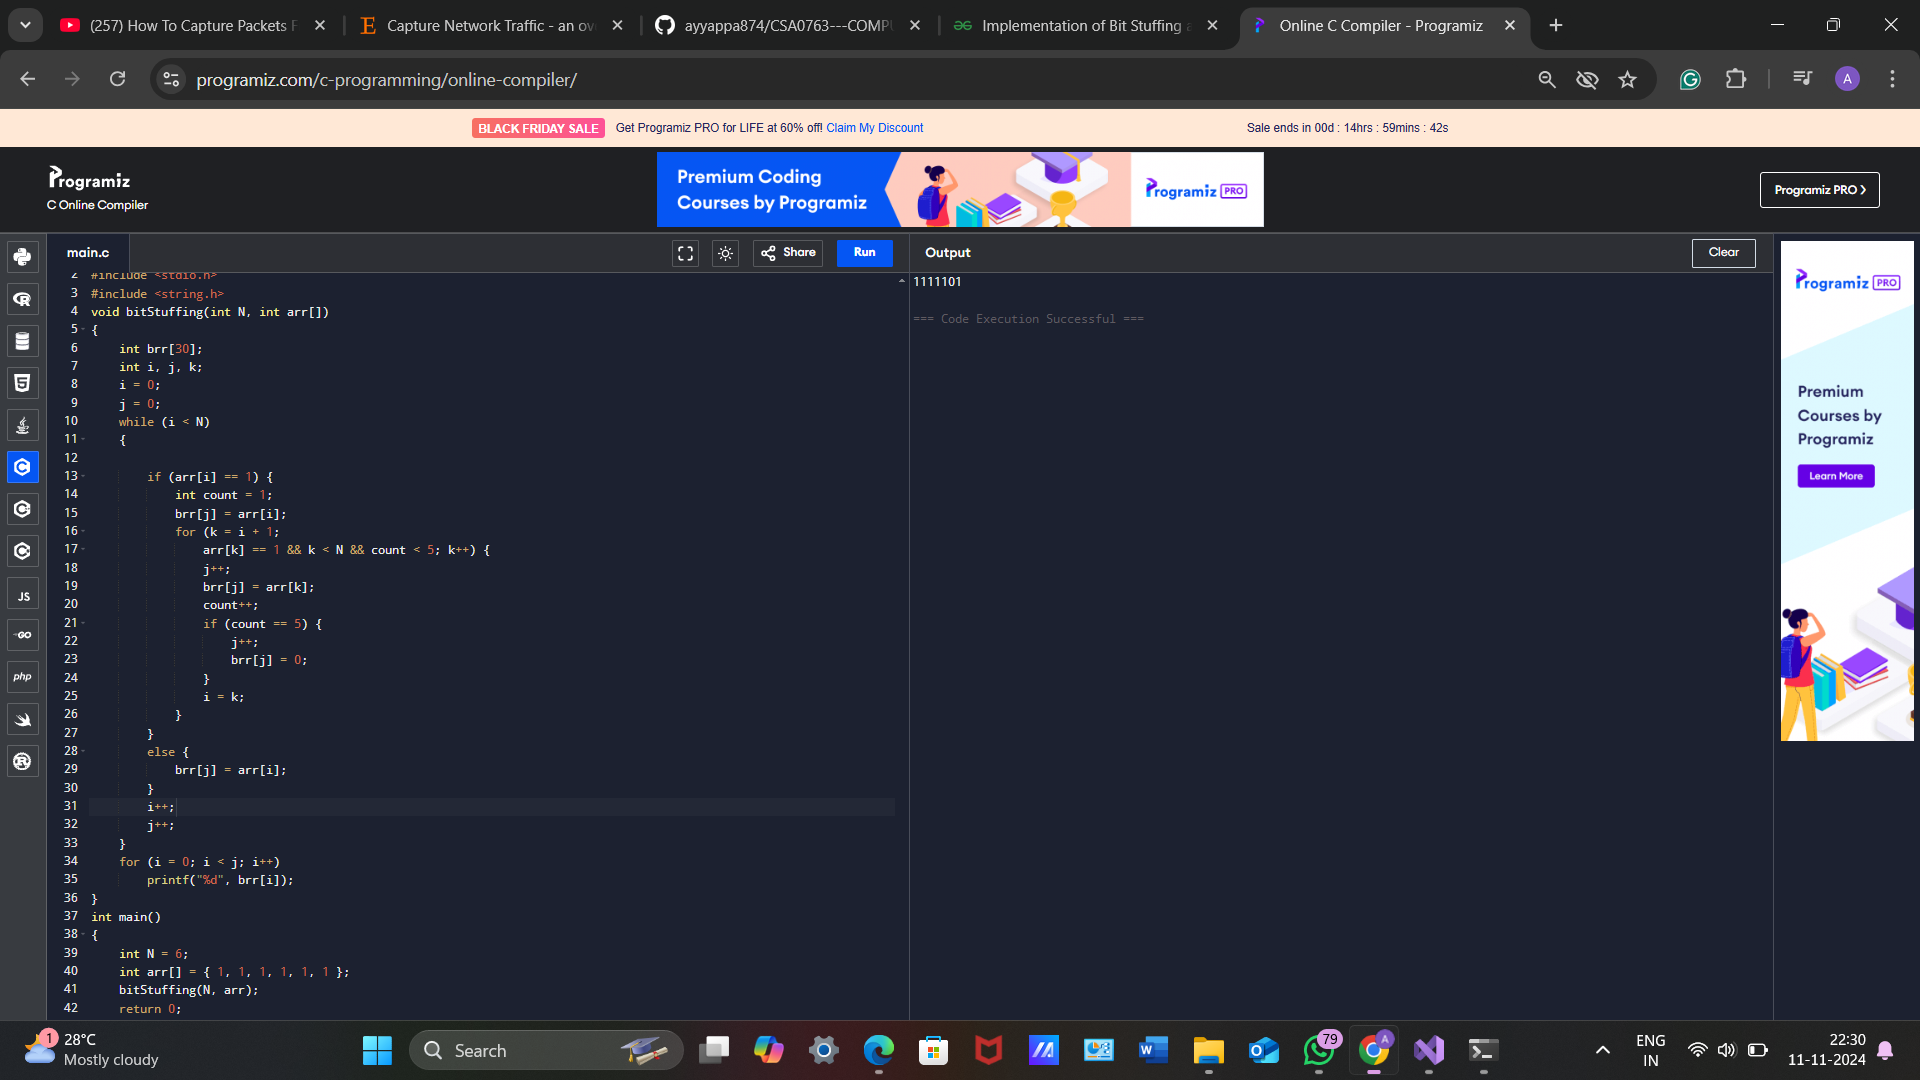 (257) How To Capture Packets F
Capture Network Traffic - an ov
ayyappa874/CSA0763---COMPU
Implementation of Bit Stuffing a
Online C Compiler - Programiz
programiz.com/c-programming/online-compiler/
A
BLACK FRIDAY SALE Get Programiz PRO for LIFE at 60% off! Claim My Discount
Sale ends in 00d : 14hrs : 59mins : 42s
Programiz
C Online Compiler
Premium Coding
Courses by Programiz
Programiz PRO
Programiz PRO
main.c
Share
Run
Output
Clear
2 #include <stdio.h>
3 #include <string.h>
4 void bitStuffing(int N, int arr[])
5 {
6 int brr[30];
7 int i, j, k;
8 i = 0;
9 j = 0;
10 while (i < N)
11 {
12
13 if (arr[i] == 1) {
14 int count = 1;
15 brr[j] = arr[i];
16 for (k = i + 1;
17 arr[k] == 1 && k < N && count < 5; k++) {
18 j++;
19 brr[j] = arr[k];
20 count++;
21 if (count == 5) {
22 j++;
23 brr[j] = 0;
24 }
25 i = k;
26 }
27 }
28 else {
29 brr[j] = arr[i];
30 }
31 i++;
32 j++;
33 }
34 for (i = 0; i < j; i++)
35 printf("%d", brr[i]);
36 }
37 int main()
38 {
39 int N = 6;
40 int arr[] = { 1, 1, 1, 1, 1, 1 };
41 bitStuffing(N, arr);
42 return 0;
1111101
=== Code Execution Successful ===
JS
GO
php
Programiz PRO
Premium
Courses by
Programiz
Learn More
1
28°C
Mostly cloudy
Search
79
A
ENG
IN
22:30
11-11-2024